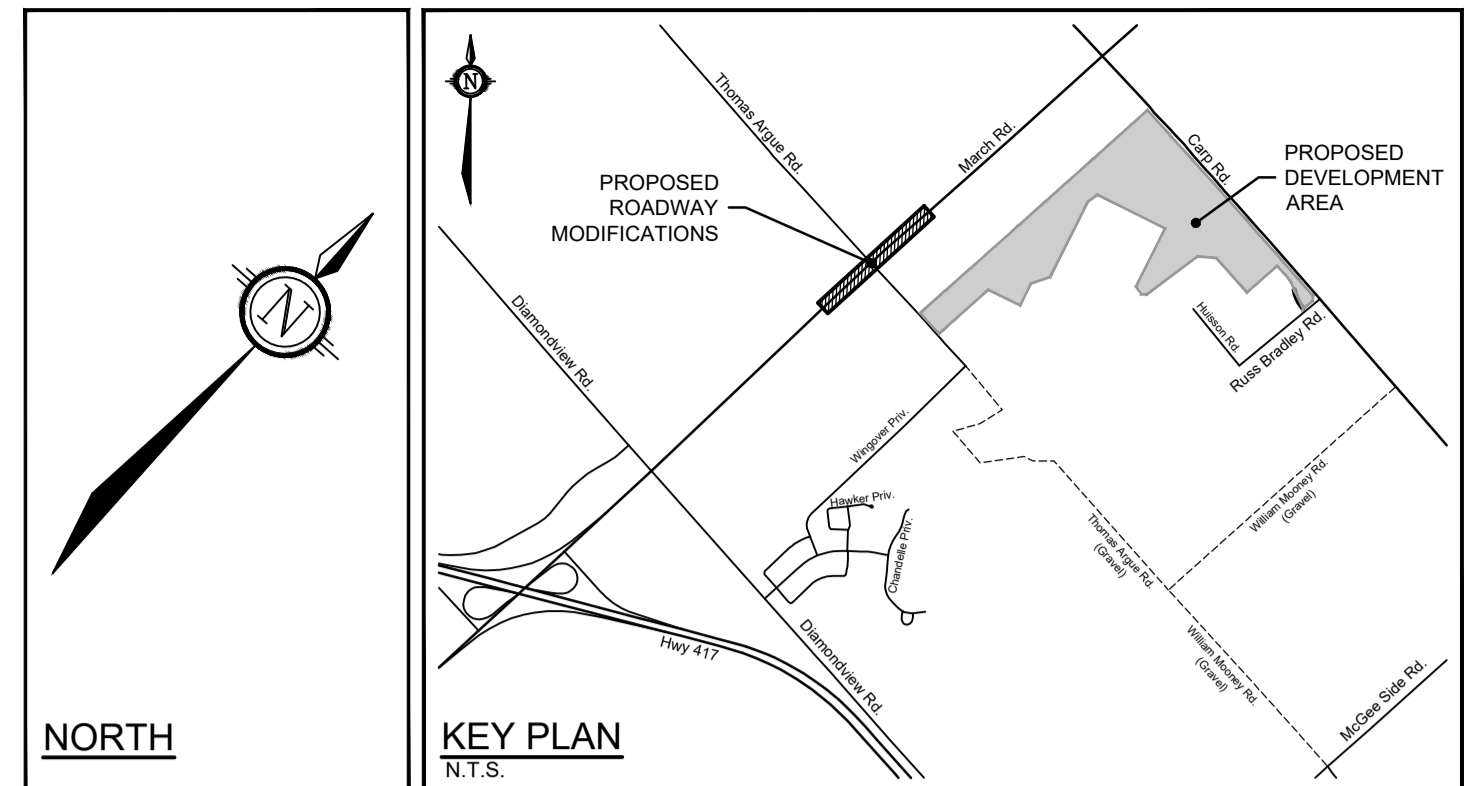 N
NORTH
N
Thomas Argue Rd.
March Rd.
Carp Rd.
PROPOSED
DEVELOPMENT
AREA
PROPOSED
ROADWAY
MODIFICATIONS
Diamondview Rd.
Huisson Rd.
Russ Bradley Rd.
Wingover Priv.
Hawker Priv.
Chandelle Priv.
William Mooney Rd.
(Gravel)
Thomas Argue Rd.
(Gravel)
Hwy 417
Diamondview Rd.
William Mooney Rd.
(Gravel)
McGee Side Rd.
KEY PLAN
N.T.S.